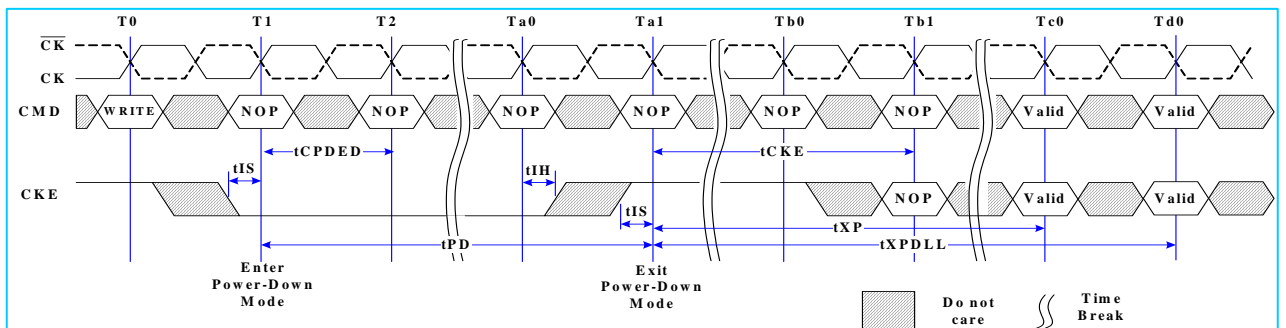 T0 T1 T2 Ta0 Ta1 Tb0 Tb1 Tc0 Td0
CK
CK
CMD WRITE NOP NOP NOP NOP NOP NOP Valid Valid
tCPDED tCKE
tIS tIH
CKE NOP Valid Valid
tIS
tXP
tPD tXPDLL
Enter Exit
Power-Down Power-Down
Mode Mode
Do not Time
care Break